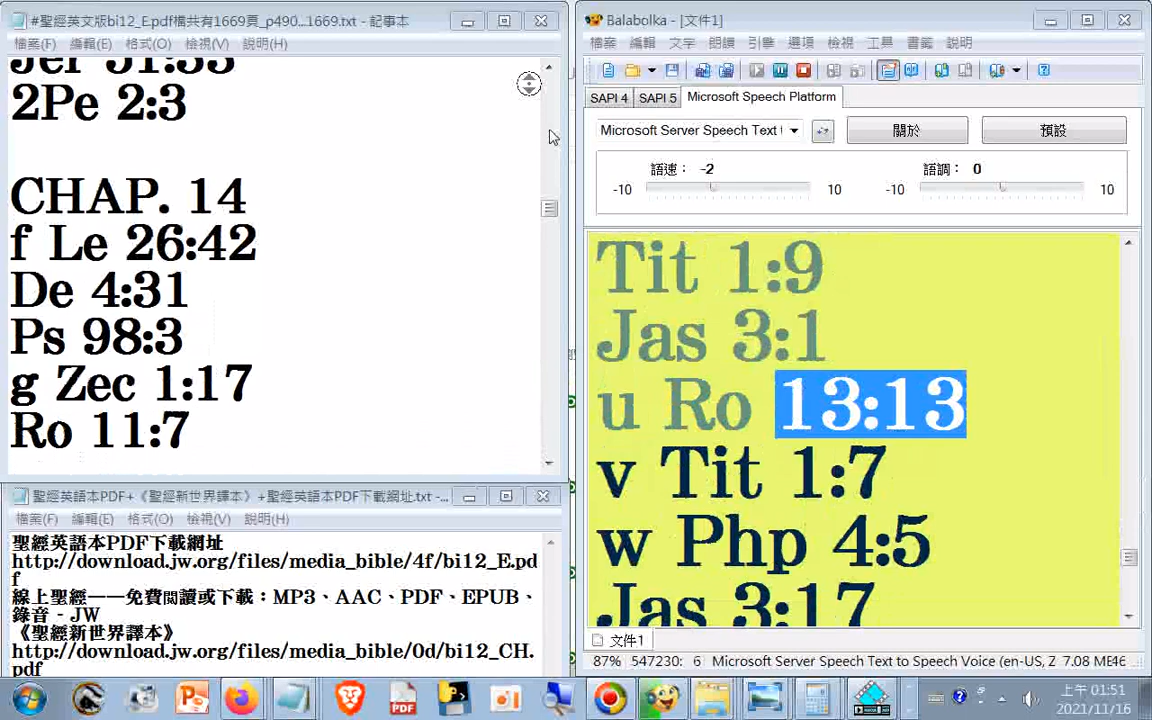 #聖經英文版bi12_E.pdf檔共有1669頁_p490...1669.txt - 記事本
檔案(F) 編輯(E) 格式(O) 檢視(V) 說明(H)
Jer 31:33
2Pe 2:3
CHAP. 14
f Le 26:42
De 4:31
Ps 98:3
g Zec 1:17
Ro 11:7
聖經英語本PDF+《聖經新世界譯本》+聖經英語本PDF下載網址.txt -...
檔案(F) 編輯(E) 格式(O) 檢視(V) 說明(H)
聖經英語本PDF下載網址
http://download.jw.org/files/media_bible/4f/bi12_E.pd
f
線上聖經——免費閱讀或下載：MP3、AAC、PDF、EPUB、
錄音 - JW
《聖經新世界譯本》
http://download.jw.org/files/media_bible/0d/bi12_CH.
pdf
Balabolka - [文件1]
檔案 編輯 文字 朗讀 引擎 選項 檢視 工具 書籤 說明
SAPI 4 SAPI 5 Microsoft Speech Platform
Microsoft Server Speech Text 關於 預設
語速： -2 語調： 0
-10 10 -10 10
Tit 1:9
Jas 3:1
u Ro 13:13
v Tit 1:7
w Php 4:5
Jas 3:17
文件1
87% 547230: 6 Microsoft Server Speech Text to Speech Voice (en-US, Z 7.08 ME46
上午 01:51
2021/11/16